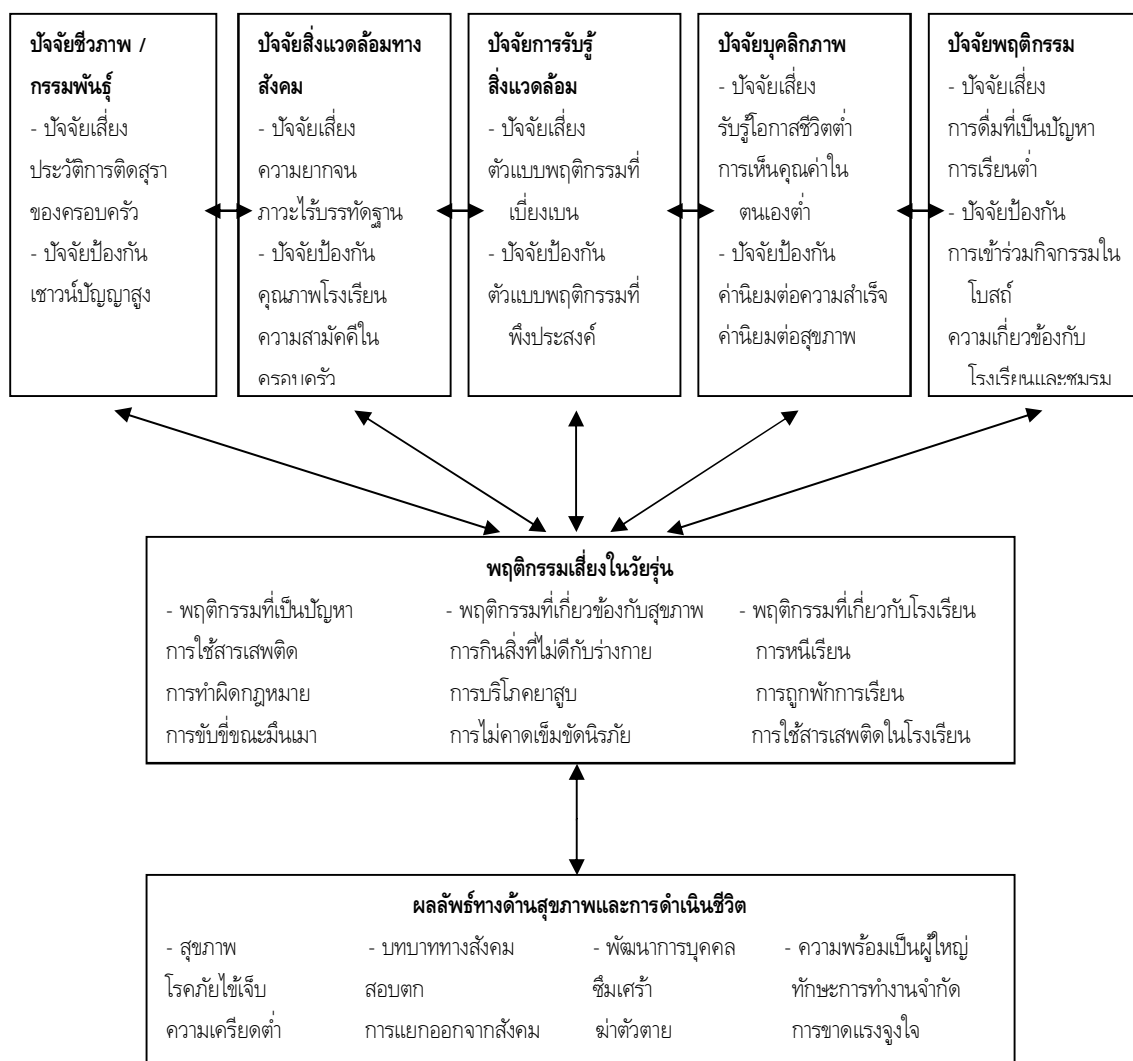 ปัจจัยชีวภาพ /
กรรมพันธุ์
- ปัจจัยเสี่ยง
ประวัติการติดสุรา
ของครอบครัว
- ปัจจัยป้องกัน
เชาวน์ปัญญาสูง
ปัจจัยสิ่งแวดล้อมทาง
สังคม
- ปัจจัยเสี่ยง
ความยากจน
ภาวะไร้บรรทัดฐาน
- ปัจจัยป้องกัน
คุณภาพโรงเรียน
ความสามัคคีใน
ครอบครัว
ปัจจัยการรับรู้
สิ่งแวดล้อม
- ปัจจัยเสี่ยง
ตัวแบบพฤติกรรมที่
เบี่ยงเบน
- ปัจจัยป้องกัน
ตัวแบบพฤติกรรมที่
พึงประสงค์
ปัจจัยบุคลิกภาพ
- ปัจจัยเสี่ยง
รับรู้โอกาสชีวิตต่ำ
การเห็นคุณค่าใน
ตนเองต่ำ
- ปัจจัยป้องกัน
ค่านิยมต่อความสำเร็จ
ค่านิยมต่อสุขภาพ
ปัจจัยพฤติกรรม
- ปัจจัยเสี่ยง
การดื่มที่เป็นปัญหา
การเรียนต่ำ
- ปัจจัยป้องกัน
การเข้าร่วมกิจกรรมใน
โบสถ์
ความเกี่ยวข้องกับ
โรงเรียนและชมรม
พฤติกรรมเสี่ยงในวัยรุ่น
- พฤติกรรมที่เป็นปัญหา
การใช้สารเสพติด
การทำผิดกฎหมาย
การขับขี่ขณะมึนเมา
- พฤติกรรมที่เกี่ยวข้องกับสุขภาพ
การกินสิ่งที่ไม่ดีกับร่างกาย
การบริโภคยาสูบ
การไม่คาดเข็มขัดนิรภัย
- พฤติกรรมที่เกี่ยวกับโรงเรียน
การหนีเรียน
การถูกพักการเรียน
การใช้สารเสพติดในโรงเรียน
ผลลัพธ์ทางด้านสุขภาพและการดำเนินชีวิต
- สุขภาพ
โรคภัยไข้เจ็บ
ความเครียดต่ำ
- บทบาททางสังคม
สอบตก
การแยกออกจากสังคม
- พัฒนาการบุคคล
ซึมเศร้า
ฆ่าตัวตาย
- ความพร้อมเป็นผู้ใหญ่
ทักษะการทำงานจำกัด
การขาดแรงจูงใจ